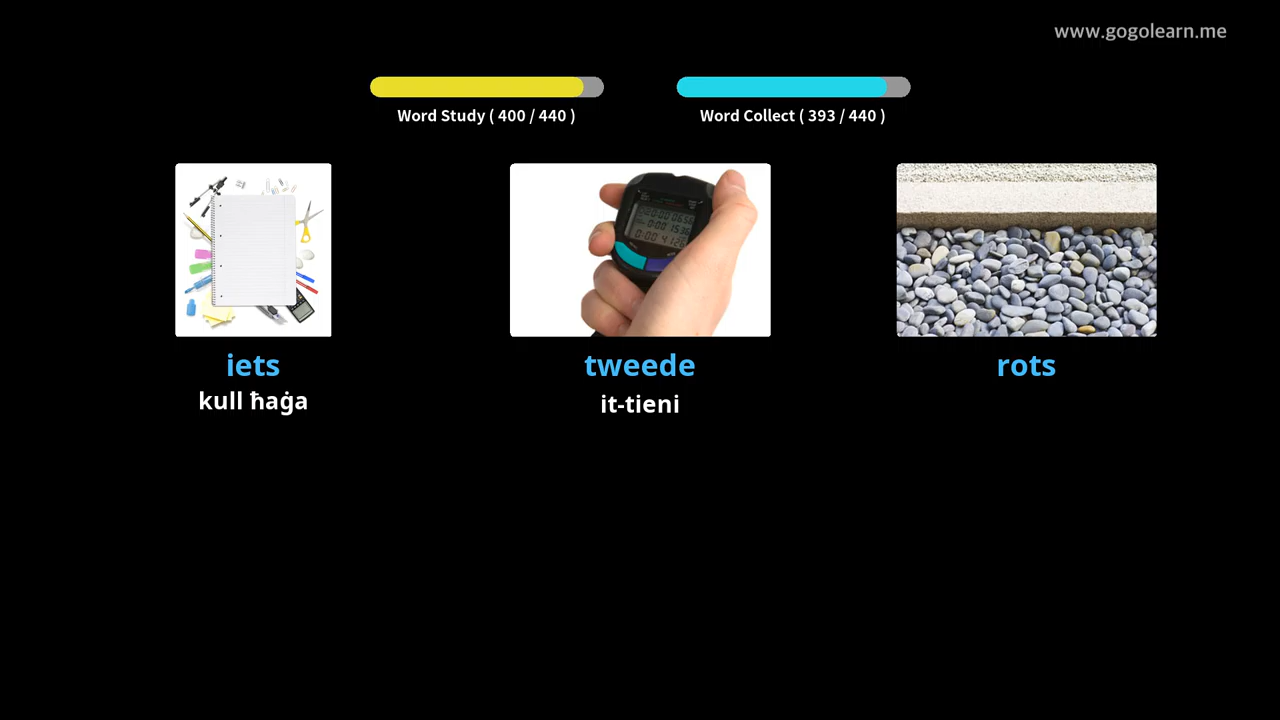 www.gogolearn.me
Word Study ( 400 / 440 )
Word Collect ( 393 / 440 )
iets
kull ħaġa
tweede
it-tieni
rots